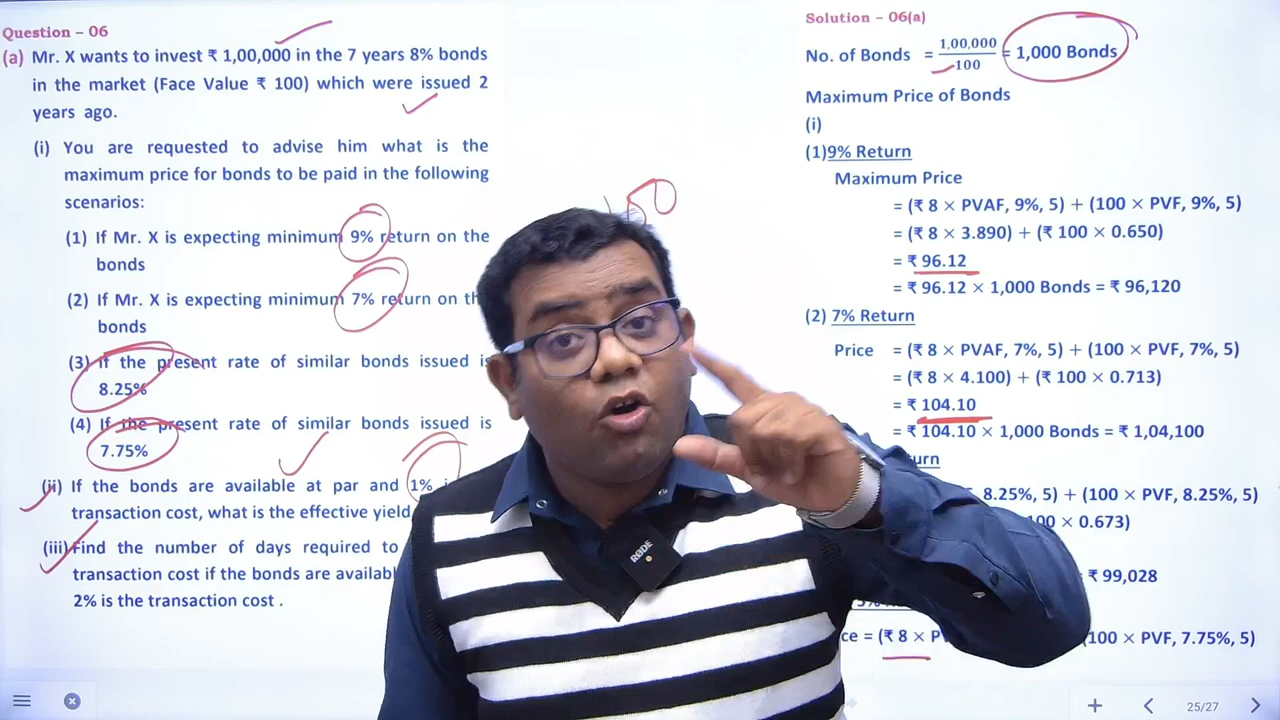 Question – 06
(a) Mr. X wants to invest ₹ 1,00,000 in the 7 years 8% bonds
in the market (Face Value ₹ 100) which were issued 2
years ago.
(i) You are requested to advise him what is the
maximum price for bonds to be paid in the following
scenarios:
(1) If Mr. X is expecting minimum 9% return on the
bonds
(2) If Mr. X is expecting minimum 7% return on
bonds
(3) If the present rate of similar bonds issued is
8.25%
(4) If the present rate of similar bonds issued is
7.75%
(ii) If the bonds are available at par and 1%
transaction cost, what is the effective yield
(iii) Find the number of days required to
transaction cost if the bonds are
2% is the transaction cost .
Solution – 06(a)
No. of Bonds = 1,00,000
100
= 1,000 Bonds
Maximum Price of Bonds
(i)
(1)9% Return
Maximum Price
= (₹ 8 × PVAF, 9%, 5) + (100 × PVF, 9%, 5)
= (₹ 8 × 3.890) + (₹ 100 × 0.650)
= ₹ 96.12
= ₹ 96.12 × 1,000 Bonds = ₹ 96,120
(2) 7% Return
Price = (₹ 8 × PVAF, 7%, 5) + (100 × PVF, 7%, 5)
= (₹ 8 × 4.100) + (₹ 100 × 0.713)
= ₹ 104.10
= ₹ 104.10 × 1,000 Bonds = ₹ 1,04,100
8.25%, 5) + (100 × PVF, 8.25%, 5)
× 0.673)
₹ 99,028
= (₹ 8 × 100 × PVF, 7.75%, 5)
50
RØDE
25/27